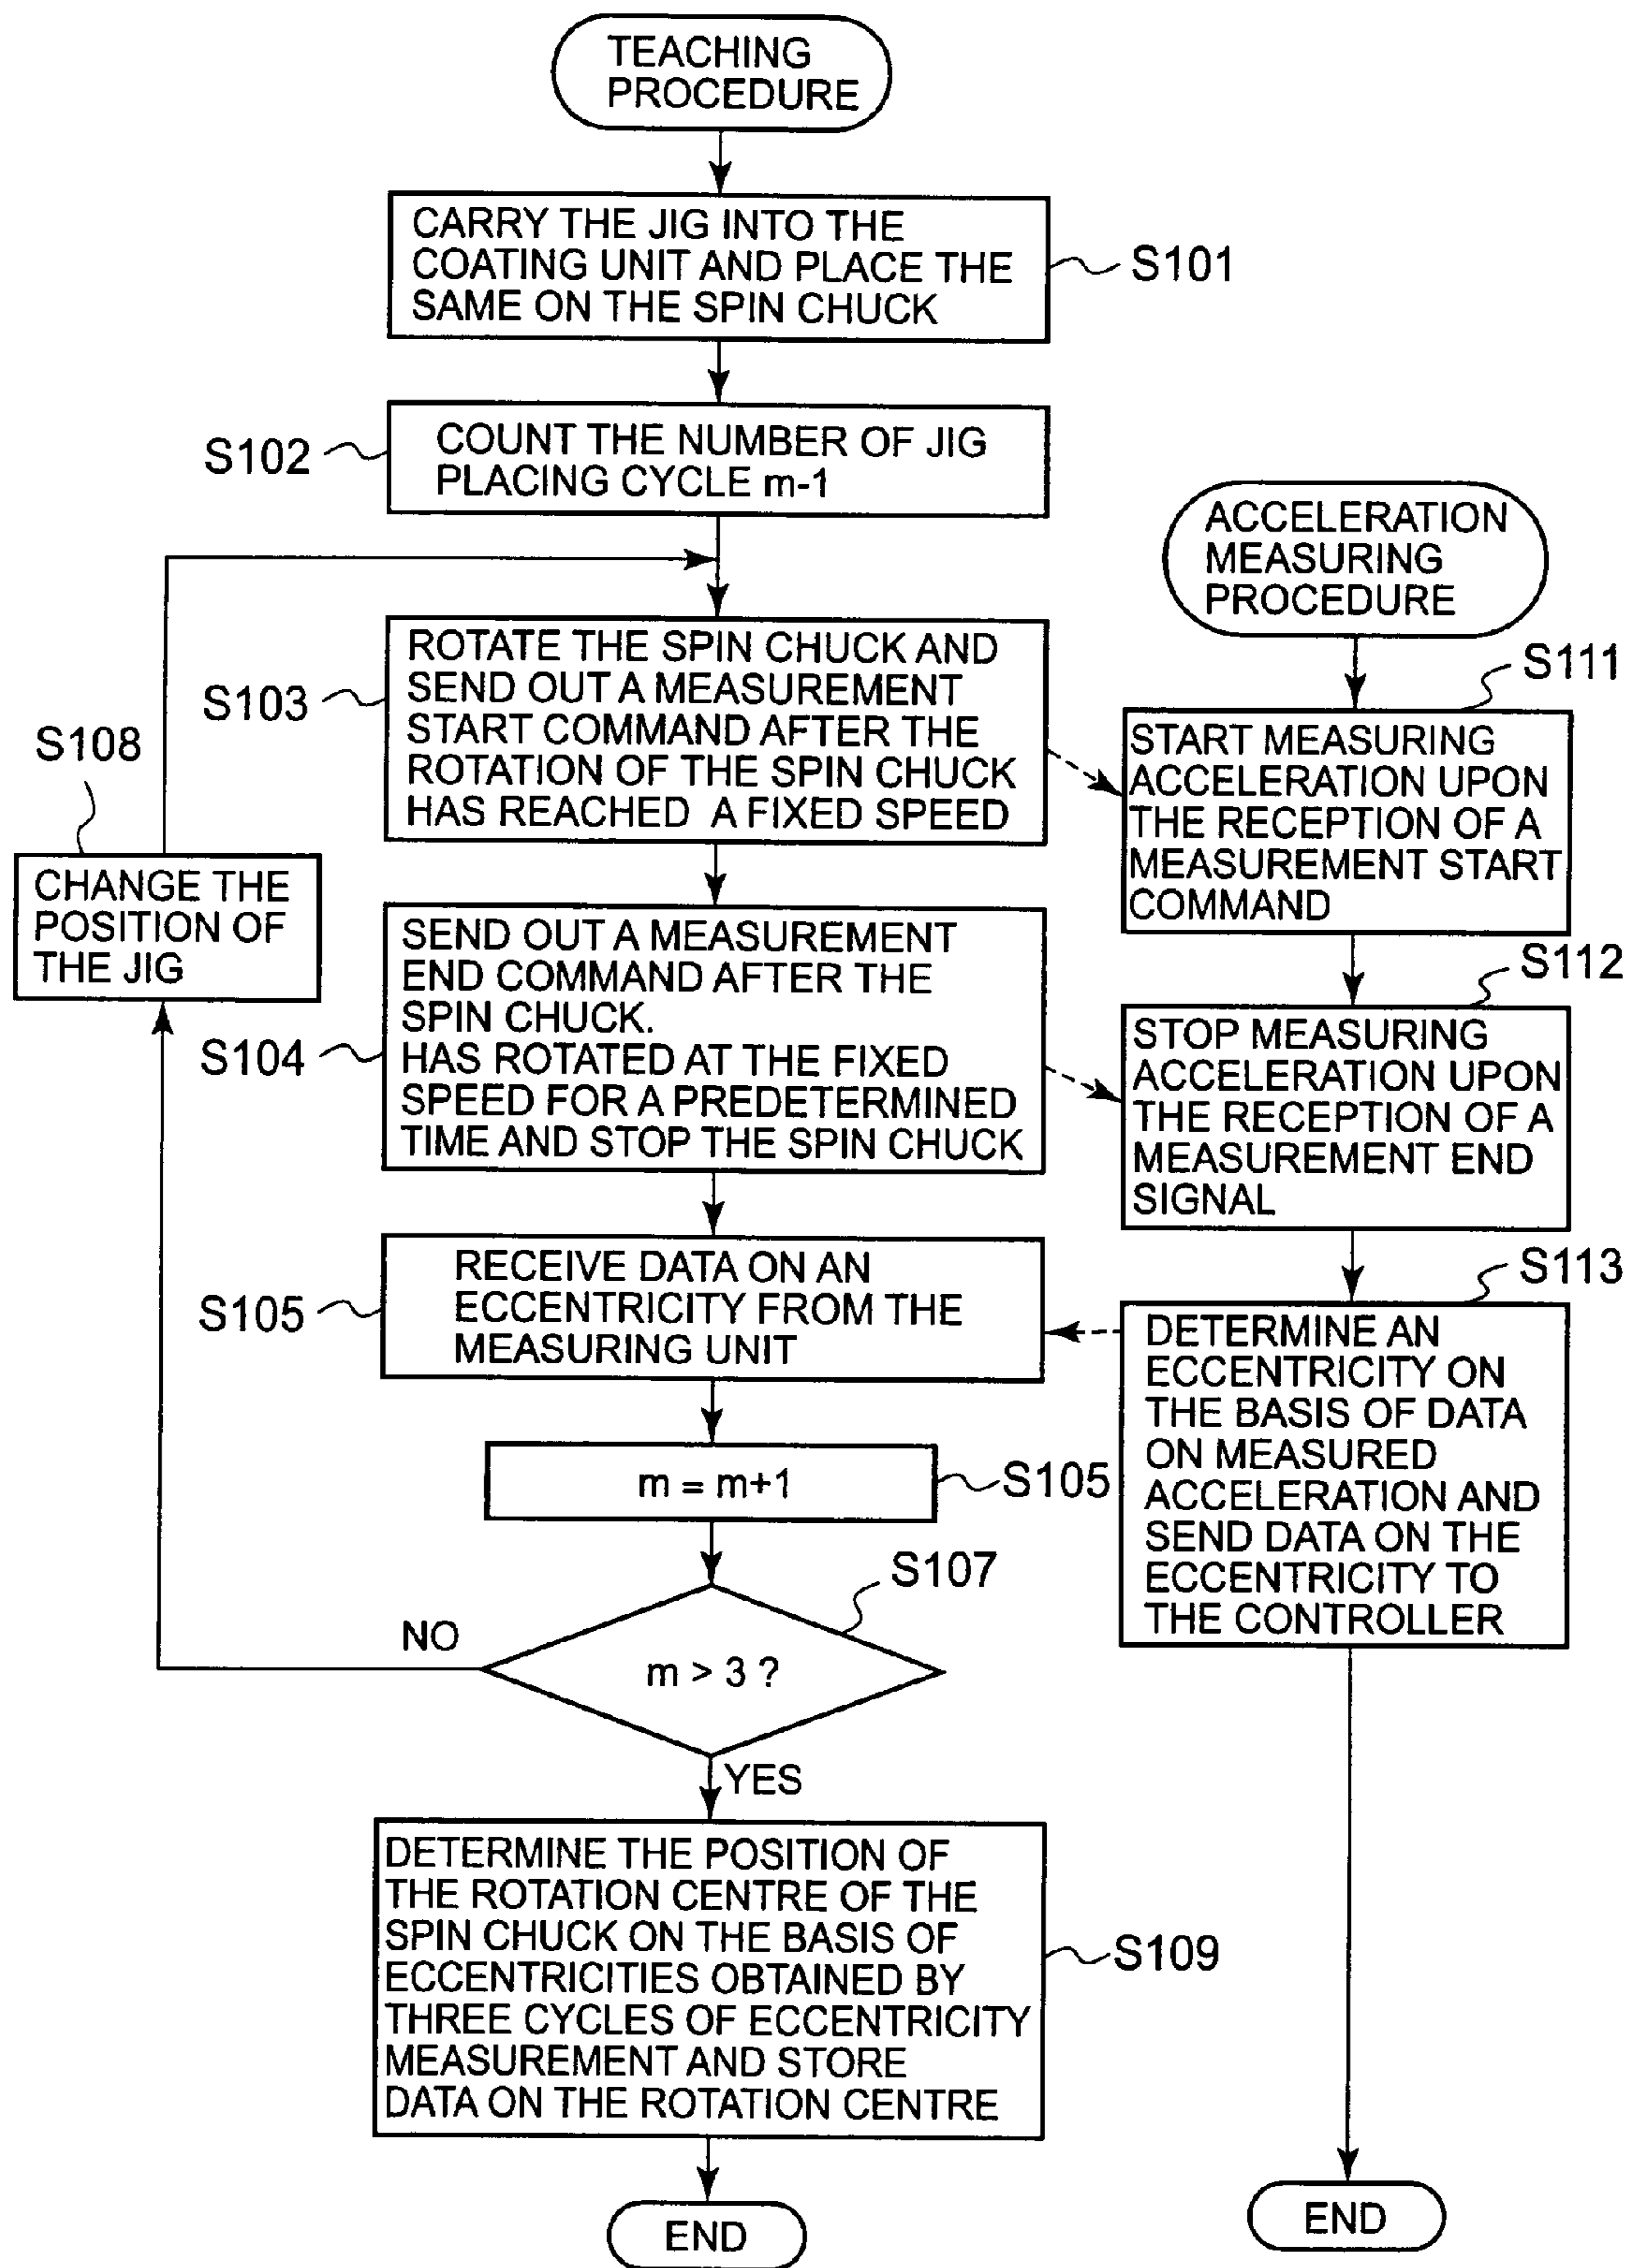 TEACHING
PROCEDURE
CARRY THE JIG INTO THE
COATING UNIT AND PLACE THE
SAME ON THE SPIN CHUCK
S101
S102
COUNT THE NUMBER OF JIG
PLACING CYCLE m-1
S103
ROTATE THE SPIN CHUCK AND
SEND OUT A MEASUREMENT
START COMMAND AFTER THE
ROTATION OF THE SPIN CHUCK
HAS REACHED A FIXED SPEED
S108
CHANGE THE
POSITION OF
THE JIG
S104
SEND OUT A MEASUREMENT
END COMMAND AFTER THE
SPIN CHUCK.
HAS ROTATED AT THE FIXED
SPEED FOR A PREDETERMINED
TIME AND STOP THE SPIN CHUCK
S105
RECEIVE DATA ON AN
ECCENTRICITY FROM THE
MEASURING UNIT
m = m+1
S105
S107
NO
m > 3 ?
YES
DETERMINE THE POSITION OF
THE ROTATION CENTRE OF THE
SPIN CHUCK ON THE BASIS OF
ECCENTRICITIES OBTAINED BY
THREE CYCLES OF ECCENTRICITY
MEASUREMENT AND STORE
DATA ON THE ROTATION CENTRE
S109
END
ACCELERATION
MEASURING
PROCEDURE
S111
START MEASURING
ACCELERATION UPON
THE RECEPTION OF A
MEASUREMENT START
COMMAND
S112
STOP MEASURING
ACCELERATION UPON
THE RECEPTION OF A
MEASUREMENT END
SIGNAL
S113
DETERMINE AN
ECCENTRICITY ON
THE BASIS OF DATA
ON MEASURED
ACCELERATION AND
SEND DATA ON THE
ECCENTRICITY TO
THE CONTROLLER
END